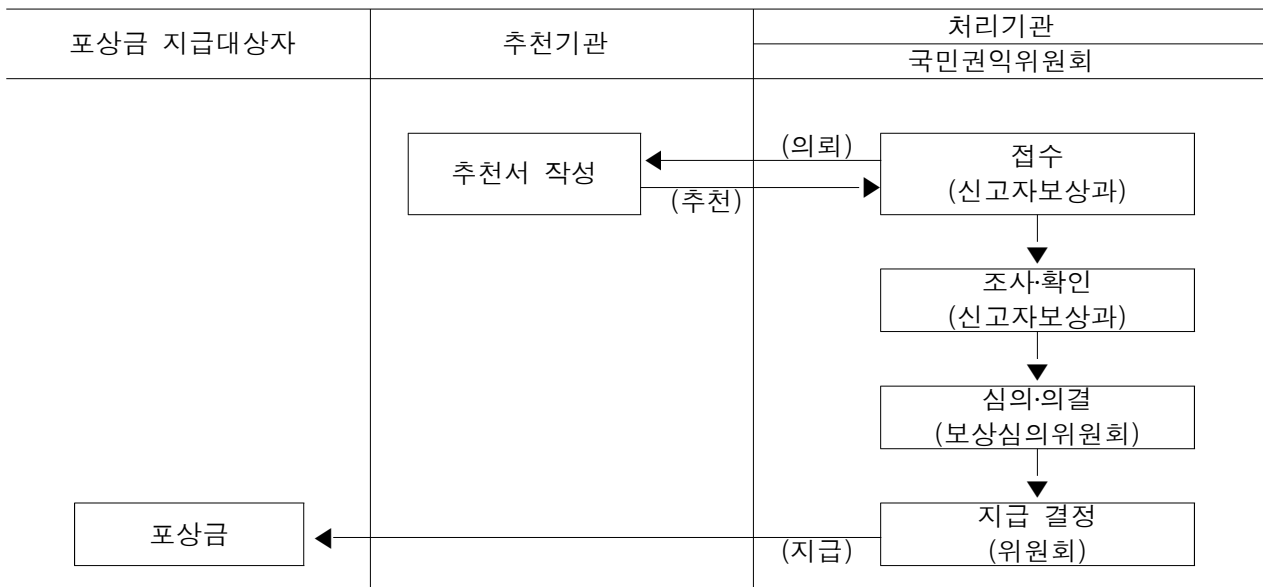 포상금 지급대상자
추천기관
처리기관
국민권익위원회
추천서 작성
(의뢰)
(추천)
접수
(신고자보상과)
조사·확인
(신고자보상과)
심의·의결
(보상심의위원회)
포상금
(지급)
지급 결정
(위원회)